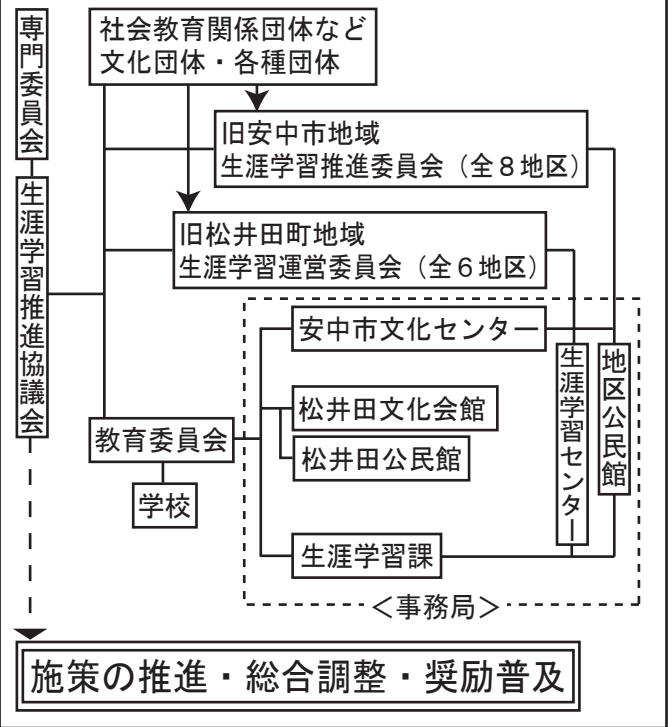 専門委員会
生涯学習推進協議会
社会教育関係団体など
文化団体・各種団体
旧安中市地域
生涯学習推進委員会（全８地区）
旧松井田町地域
生涯学習運営委員会（全６地区）
安中市文化センター
松井田文化会館
松井田公民館
教育委員会
学校
生涯学習課
生涯学習センター
地区公民館
＜事務局＞
施策の推進・総合調整・奨励普及